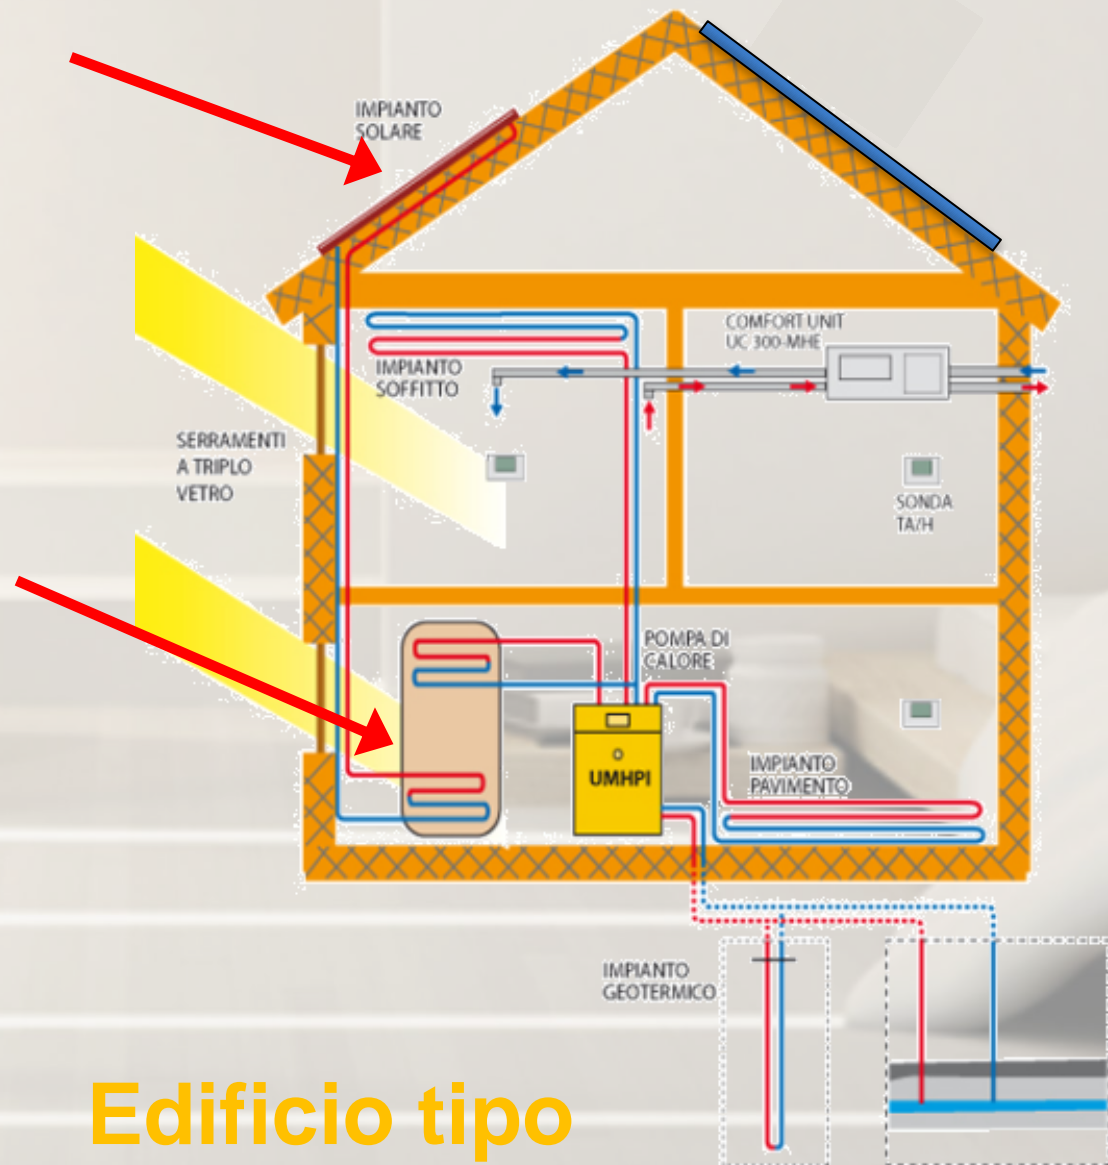 IMPIANTO
SOLARE
COMFORT UNIT
UC 300-MHE
IMPIANTO
SOFFITTO
SERRAMENTI
A TRIPLO
VETRO
SONDA
TA/H
POMPA DI
CALORE
UMHPI
IMPIANTO
PAVIMENTO
IMPIANTO
GEOTERMICO
Edificio tipo